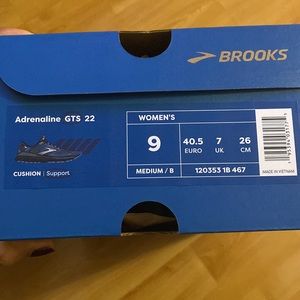 BROOKS
Adrenaline GTS 22
WOMEN'S
9
40.5
EURO
7
UK
26
CM
CUSHION | Support
MEDIUM / B
120353 1B 467
MADE IN VIETNAM